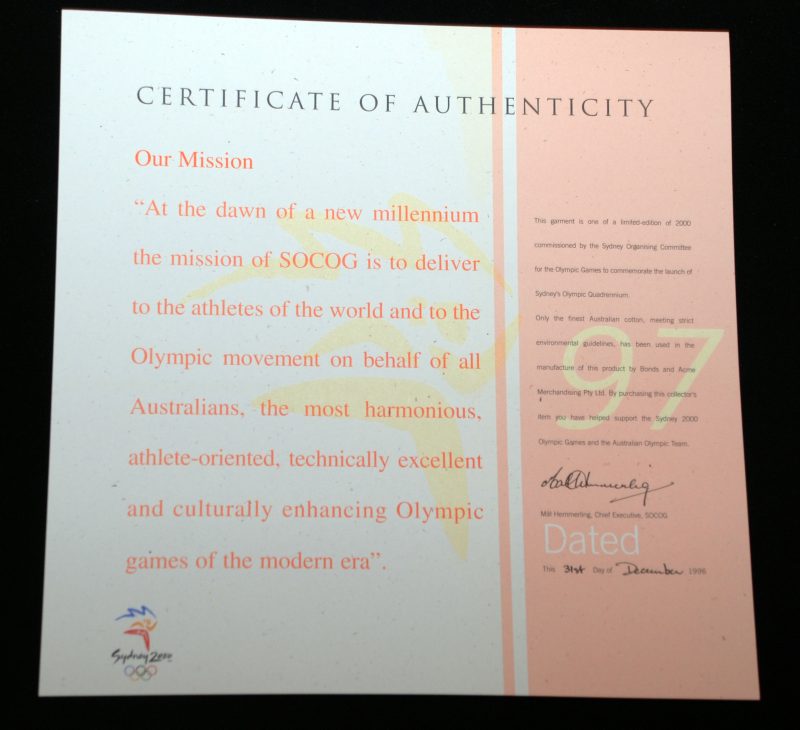 CERTIFICATE OF AUTHENTICITY
Our Mission
“At the dawn of a new millennium
the mission of SOCOG is to deliver
to the athletes of the world and to the
Olympic movement on behalf of all
Australians, the most harmonious,
athlete-oriented, technically excellent
and culturally enhancing Olympic
games of the modern era”.
Sydney 2000
This garment is one of a limited-edition of 2000
commissioned by the Sydney Organising Committee
for the Olympic Games to commemorate the launch of
Sydney's Olympic Quadrennium.
Only the finest Australian cotton, meeting strict
environmental guidelines, has been used in the
manufacture of this product by Bonds and Acme
Merchandising Pty Ltd. By purchasing this collector's
item you have helped support the Sydney 2000
Olympic Games and the Australian Olympic Team.
97
Mal Hemmerling
Mâl Hemmerling, Chief Executive, SOCOG
Dated
This 31st Day of December 1996